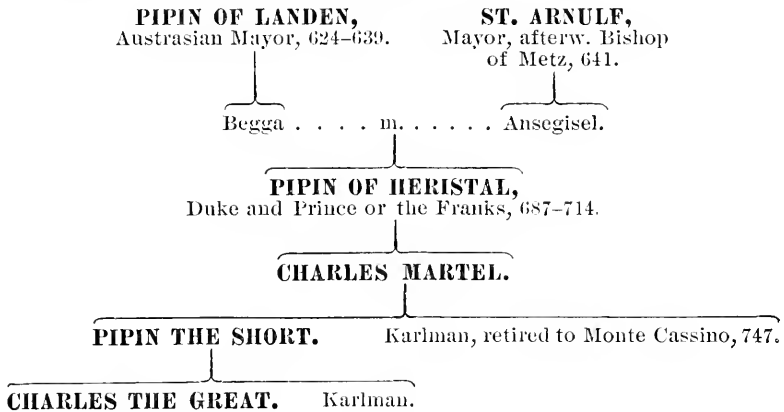 PIPIN OF LANDEN,
Austrasian Mayor, 624–639.
ST. ARNULF,
Mayor, afterw. Bishop
of Metz, 641.
Begga . . . . m. . . . . . . Ansegisel.
PIPIN OF HERISTAL,
Duke and Prince or the Franks, 687–714.
CHARLES MARTEL.
PIPIN THE SHORT. Karlman, retired to Monte Cassino, 747.
CHARLES THE GREAT. Karlman.